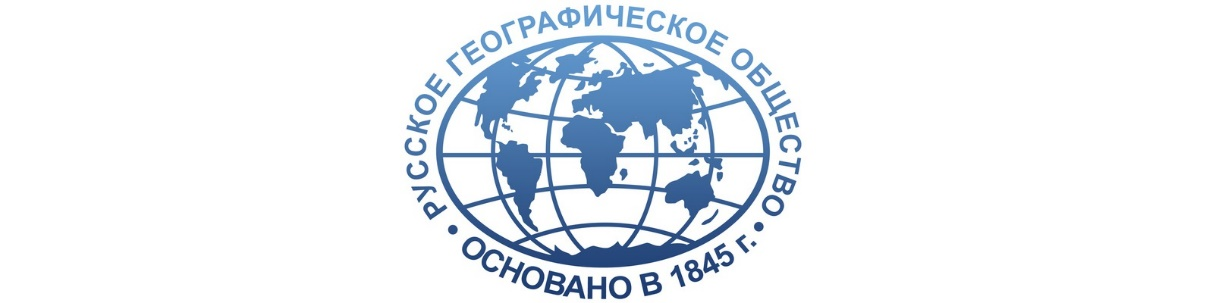 РУССКОЕ ГЕОГРАФИЧЕСКОЕ ОБЩЕСТВО
• ОСНОВАНО В 1845 г. •